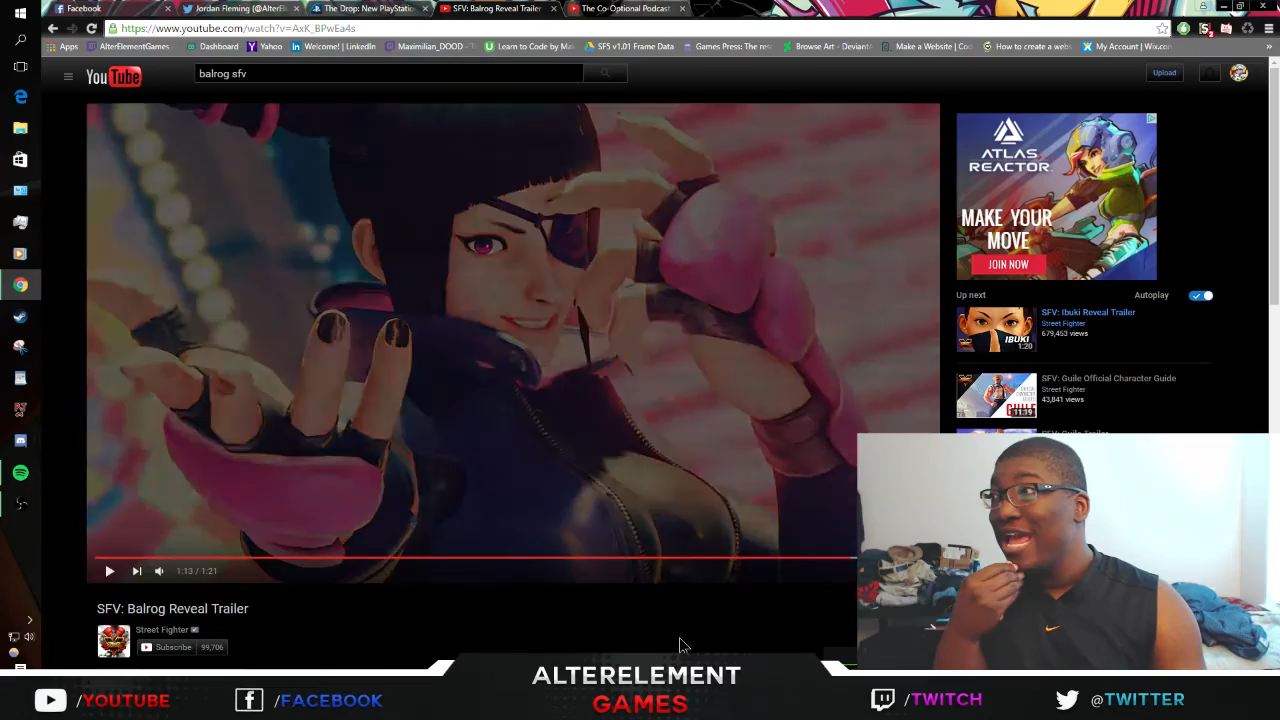 Facebook
Jordan Fleming (@AlterEl
The Drop: New PlayStation
SFV: Balrog Reveal Trailer
The Co-Optional Podcast
https://www.youtube.com/watch?v=AxK_BPwEa4s
Apps
AlterElementGames
Dashboard
Yahoo
Welcome! | LinkedIn
Maximilian_DOOD
Learn to Code by Ma
SF5 v1.01 Frame Data
Games Press: The res
Browse Art - Deviant
Make a Website | Co
How to create a web
My Account | Wix.com
YouTube
balrog sfv
Upload
ATLAS
REACTOR
MAKE YOUR
MOVE
JOIN NOW
Up next
Autoplay
SFV: Ibuki Reveal Trailer
Street Fighter
679,453 views
IBUKI
1:20
SFV: Guile Official Character Guide
Street Fighter
43,841 views
11:19
1:13 / 1:21
SFV: Balrog Reveal Trailer
Street Fighter
Subscribe
99,706
ALTERELEMENT
GAMES
/YOUTUBE
/FACEBOOK
/TWITCH
@TWITTER